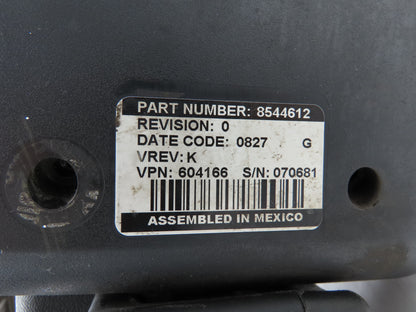 PART NUMBER: 8544612
REVISION: 0
DATE CODE: 0827 G
VREV: K
VPN: 604166 S/N: 070681
ASSEMBLED IN MEXICO